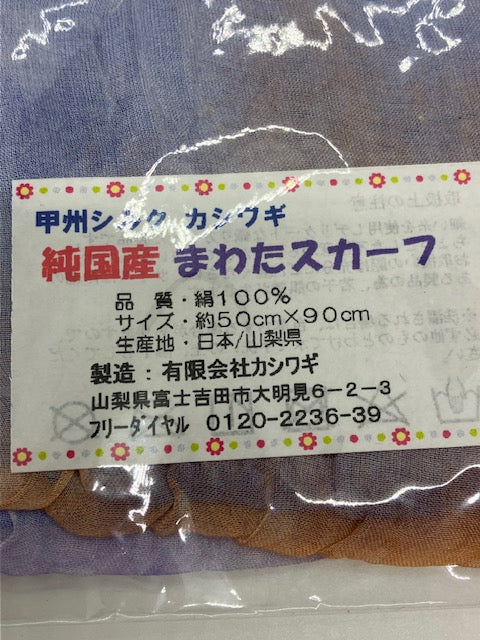 甲州シルク カシワギ
純国産 まわたスカーフ
品 質・絹100%
サイズ・約50cm×90cm
生産地・日本/山梨県
製造：有限会社カシワギ
山梨県富士吉田市大明見6-2-3
フリーダイヤル 0120-2236-39